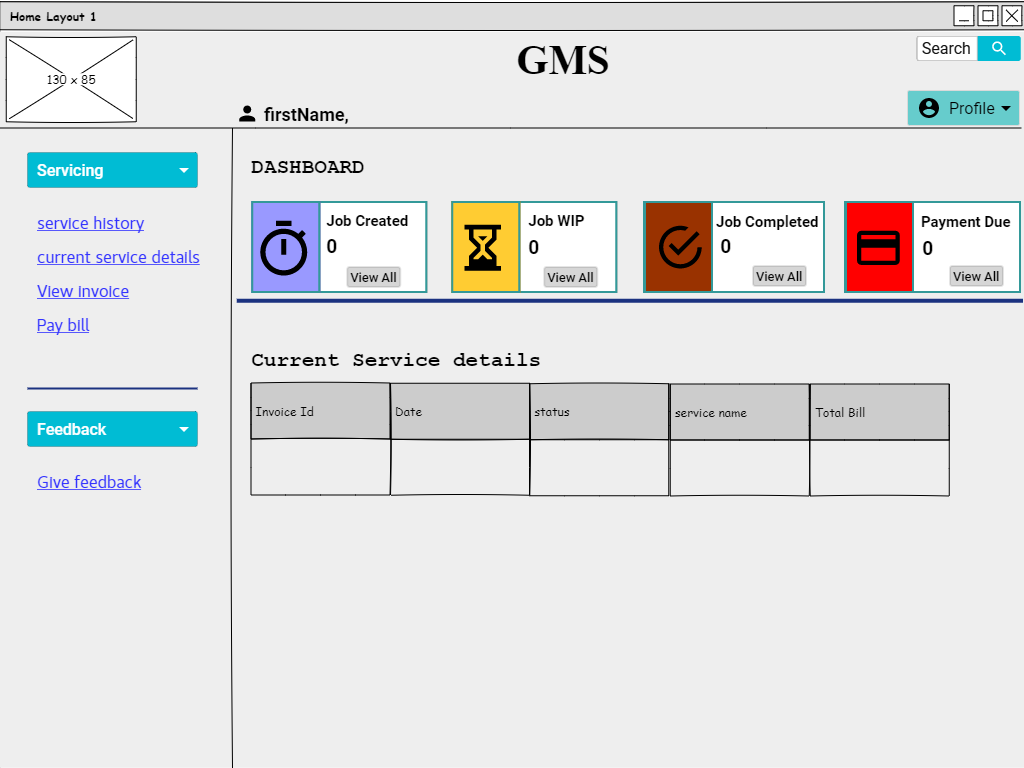 Home Layout 1
130 x 85
GMS
Search
firstName,
Profile
Servicing
service history
current service details
View invoice
Pay bill
Feedback
Give feedback
DASHBOARD
Job Created
0
View All
Job WIP
0
View All
Job Completed
0
View All
Payment Due
0
View All
Current Service details
Invoice Id Date status service name Total Bill